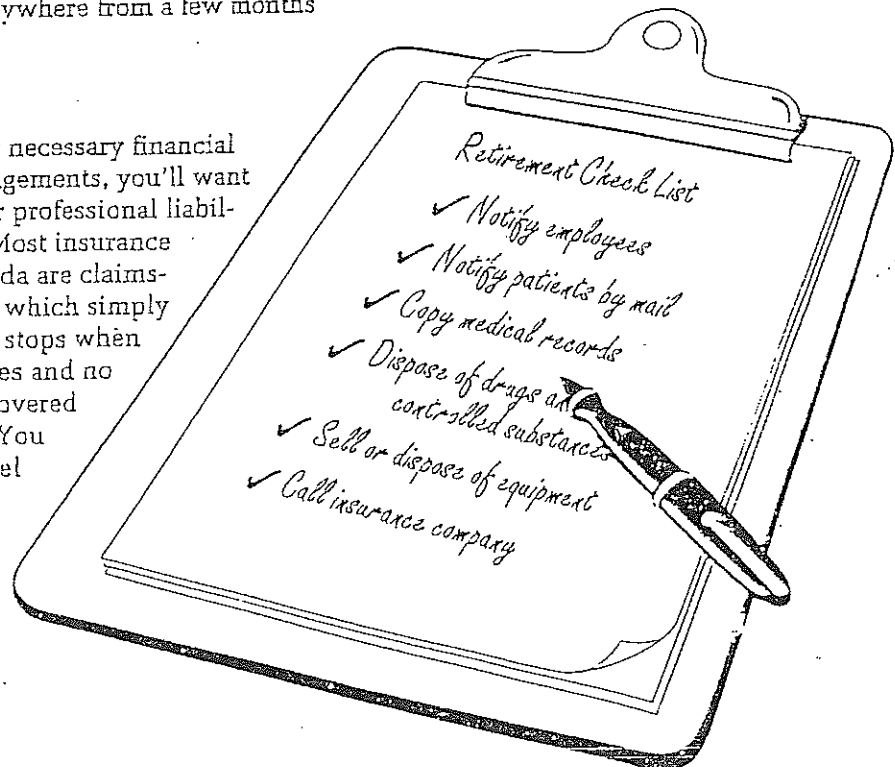 ywhere from a few months
necessary financial
gements, you'll want
professional liabil-
Most insurance
da are claims-
which simply
stops when
es and no
overed
You
el
Retirement Check List
✓ Notify employees
✓ Notify patients by mail
✓ Copy medical records
✓ Dispose of drugs an
controlled substances
✓ Sell or dispose of equipment
✓ Call insurance company